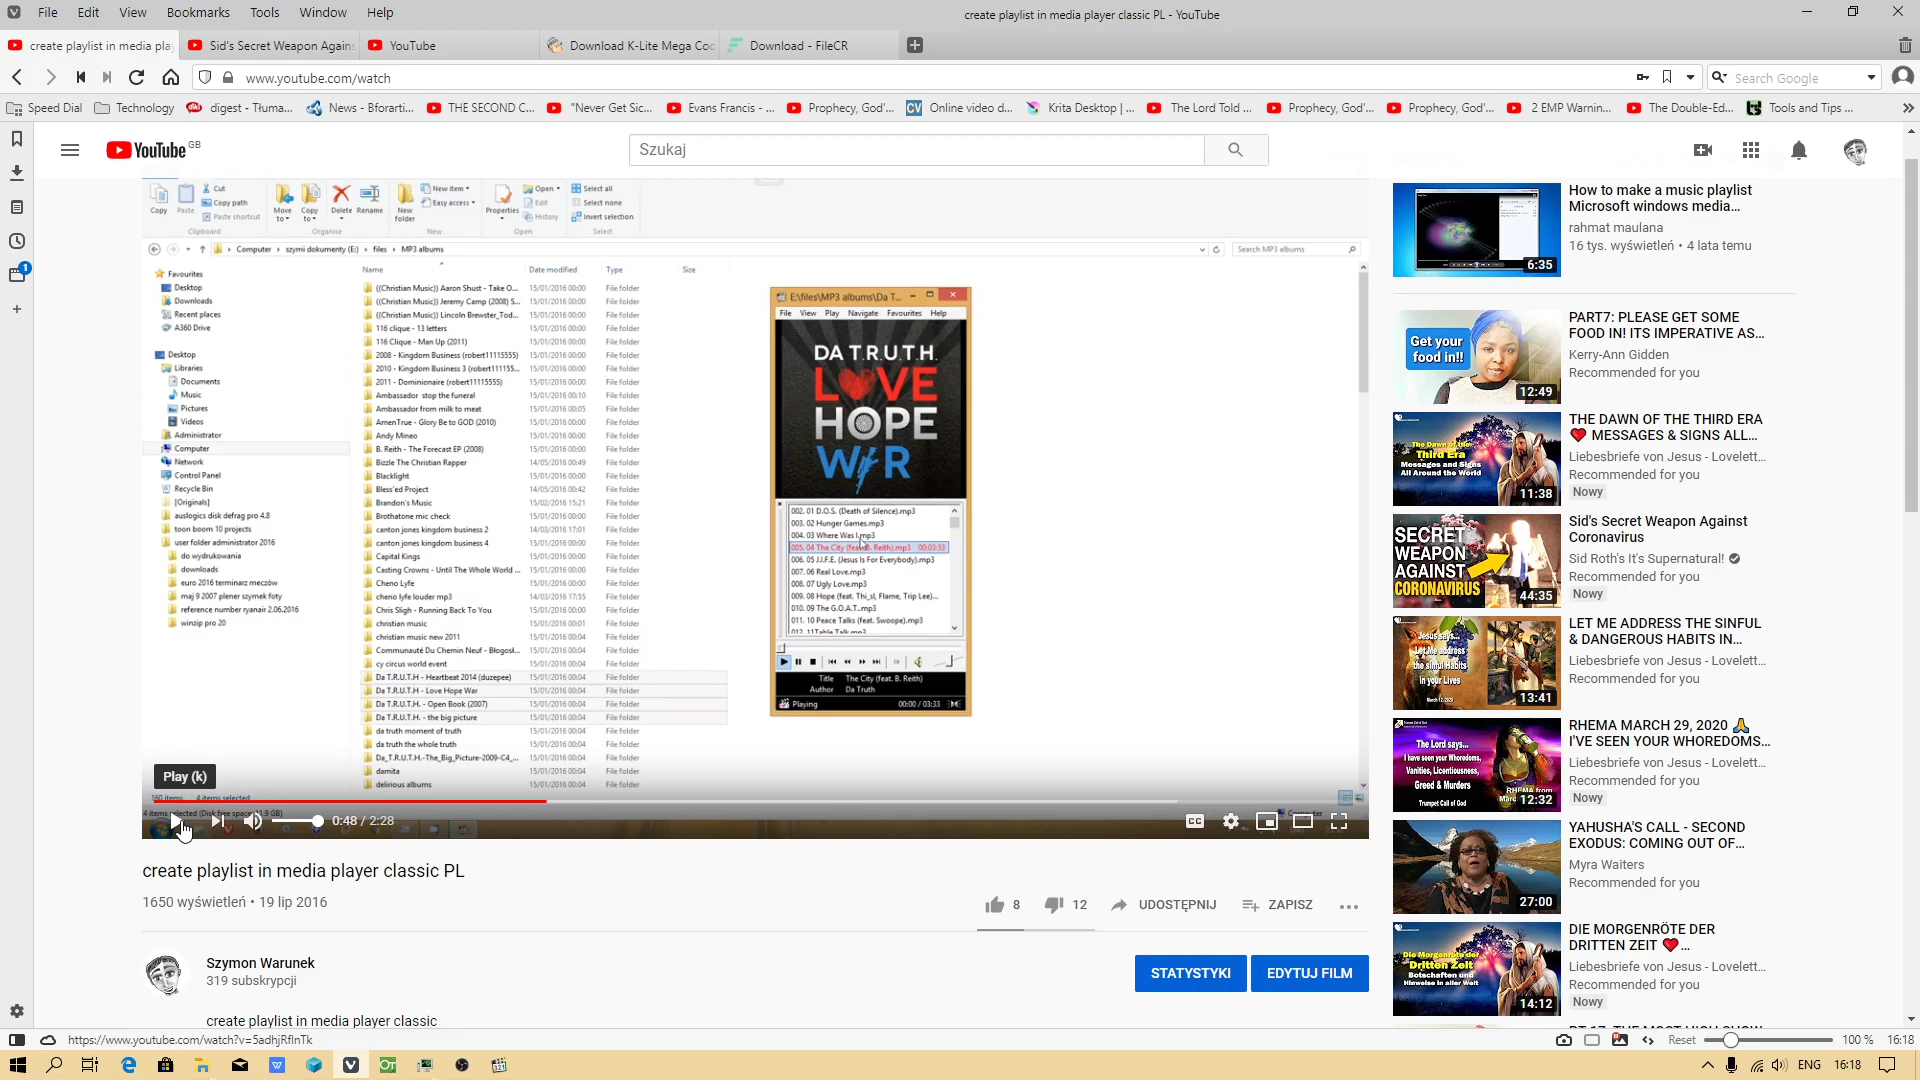 File Edit View Bookmarks Tools Window Help
create playlist in media player classic PL - YouTube
create playlist in media pla
Sid's Secret Weapon Again
YouTube
Download K-Lite Mega Coc
Download - FileCR
www.youtube.com/watch
Search Google
Speed Dial
Technology
digest - Tłuma...
News - Bforarti...
THE SECOND C...
"Never Get Sic...
Evans Francis - ...
Prophecy, God'...
Online video d...
Krita Desktop | ...
The Lord Told ...
Prophecy, God'...
Prophecy, God'...
2 EMP Warnin...
The Double-Ed...
Tools and Tips ...
YouTube GB
Szukaj
Copy
Paste
Cut
Copy path
Paste shortcut
Clipboard
Move to
Copy to
Delete
Rename
Organise
New folder
New item
Easy access
New
Properties
Open
Edit
History
Open
Select all
Select none
Invert selection
Select
Computer szymi dokumenty (E:) files MP3 albums
Search MP3 albums
Favourites
Desktop
Downloads
Recent places
A360 Drive
Desktop
Libraries
Documents
Music
Pictures
Videos
Administrator
Computer
Network
Control Panel
Recycle Bin
[Originals]
auslogics disk defrag pro 4.8
toon boom 10 projects
user folder administrator 2016
do wydrukowania
downloads
euro 2016 terminarz meczów
maj 9 2007 plener szymek foty
reference number ryanair 2.06.2016
winzip pro 20
Name Date modified Type Size
((Christian Music)) Aaron Shust - Take O... 15/01/2016 00:00 File folder
((Christian Music)) Jeremy Camp (2008) S... 15/01/2016 00:00 File folder
((Christian Music)) Lincoln Brewster_Tod... 15/01/2016 00:00 File folder
116 clique - 13 letters 15/01/2016 00:00 File folder
116 Clique - Man Up (2011) 15/01/2016 00:00 File folder
2008 - Kingdom Business (robert11115555) 15/01/2016 00:00 File folder
2010 - Kingdom Business 3 (robert111155... 15/01/2016 00:00 File folder
2011 - Dominionaire (robert11115555) 15/01/2016 00:00 File folder
Ambassador stop the funeral 15/01/2016 00:10 File folder
Ambassador from milk to meat 15/01/2016 00:05 File folder
AmenTrue - Glory Be to GOD (2010) 15/01/2016 00:00 File folder
Andy Mineo 15/01/2016 00:00 File folder
B. Reith - The Forecast EP (2008) 15/01/2016 00:00 File folder
Bizzle The Christian Rapper 14/05/2016 00:49 File folder
Blacklight 15/01/2016 00:00 File folder
Bless'ed Project 14/05/2016 00:42 File folder
Brandon's Music 15/02/2016 15:21 File folder
Brothatone mic check 15/01/2016 00:00 File folder
canton jones kingdom business 2 14/03/2016 17:01 File folder
canton jones kingdom business 4 15/01/2016 00:00 File folder
Capital Kings 15/01/2016 00:00 File folder
Casting Crowns - Until The Whole World ... 15/01/2016 00:00 File folder
Cheno Lyfe 15/01/2016 00:00 File folder
cheno lyfe louder mp3 14/03/2016 17:55 File folder
Chris Sligh - Running Back To You 15/01/2016 00:00 File folder
christian music 15/01/2016 00:01 File folder
christian music new 2011 15/01/2016 00:04 File folder
Communauté Du Chemin Neuf - Błogosł... 15/01/2016 00:04 File folder
cy circus world event 15/01/2016 00:04 File folder
Da T.R.U.T.H - Heartbeat 2014 (duzepee) 15/01/2016 00:04 File folder
Da T.R.U.T.H - Love Hope War 15/01/2016 00:04 File folder
Da T.R.U.T.H. - Open Book (2007) 15/01/2016 00:04 File folder
Da T.R.U.T.H. - the big picture 15/01/2016 00:04 File folder
da truth moment of truth 15/01/2016 00:04 File folder
da truth the whole truth 15/01/2016 00:04 File folder
Da_T.R.U.T.H.-The_Big_Picture-2009-C4_... 15/01/2016 00:04 File folder
damita 15/01/2016 00:04 File folder
delirious albums 15/01/2016 00:04 File folder
160 items 4 items selected
E:\files\MP3 albums\Da T...
File View Play Navigate Favourites Help
DA T.R.U.T.H.
LOVE
HOPE
WAR
002. 01 D.O.S. (Death of Silence).mp3
003. 02 Hunger Games.mp3
004. 03 Where Was I.mp3
005. 04 The City (feat. B. Reith).mp3 00:03:33
006. 05 J.I.F.E. (Jesus Is For Everybody).mp3
007. 06 Real Love.mp3
008. 07 Ugly Love.mp3
009. 08 Hope (feat. Thi_sl, Flame, Trip Lee)...
010. 09 The G.O.A.T...mp3
011. 10 Peace Talks (feat. Swoope).mp3
012. 11Table Talk.mp3
Title The City (feat. B. Reith)
Author Da Truth
Playing 00:00 / 03:33
Play (k)
0:48 / 2:28
CC
create playlist in media player classic PL
1650 wyświetleń • 19 lip 2016
8
12
UDOSTĘPNIJ
ZAPISZ
Szymon Warunek
319 subskrypcji
STATYSTYKI
EDYTUJ FILM
create playlist in media player classic
6:35
How to make a music playlist
Microsoft windows media...
rahmat maulana
16 tys. wyświetleń • 4 lata temu
Get your
food in!!
12:49
PART7: PLEASE GET SOME
FOOD IN! ITS IMPERATIVE AS...
Kerry-Ann Gidden
Recommended for you
The Dawn of the
Third Era
Messages and Signs
All Around the World
11:38
THE DAWN OF THE THIRD ERA
❤️ MESSAGES & SIGNS ALL...
Liebesbriefe von Jesus - Lovelett...
Recommended for you
Nowy
SECRET
WEAPON
AGAINST
CORONAVIRUS
44:35
Sid's Secret Weapon Against
Coronavirus
Sid Roth's It's Supernatural!
Recommended for you
Nowy
Jesus says...
Let Me address
the sinful Habits
in your Lives
March 12, 2020
13:41
LET ME ADDRESS THE SINFUL
& DANGEROUS HABITS IN...
Liebesbriefe von Jesus - Lovelett...
Recommended for you
The Lord says...
I have seen your Whoredoms,
Vanities, Licentiousness,
Greed & Murders
RHEMA from
Trumpet Call of God
12:32
RHEMA MARCH 29, 2020 🙏
I'VE SEEN YOUR WHOREDOMS...
Liebesbriefe von Jesus - Lovelett...
Recommended for you
Nowy
27:00
YAHUSHA'S CALL - SECOND
EXODUS: COMING OUT OF...
Myra Waiters
Recommended for you
Die Morgenröte der
Dritten Zeit
Botschaften und
Hinweise in aller Welt
14:12
DIE MORGENRÖTE DER
DRITTEN ZEIT ❤️ ...
Liebesbriefe von Jesus - Lovelett...
Recommended for you
Nowy
https://www.youtube.com/watch?v=5adhjRfInTk
Reset
100 %
16:18
ENG 16:18